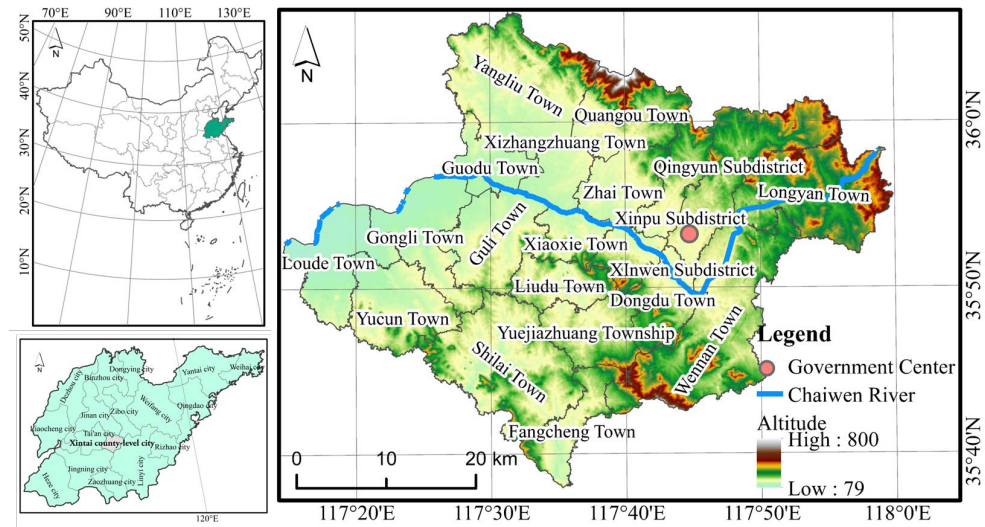 70°E 90°E 110°E 130°E
50°N
40°N
30°N
20°N
10°N
N
N
Dongying city
Binzhou city
Dezhou city
Yantai city
Weihai city
Zibo city
Weifang city
Qingdao city
Jinan city
Liaocheng city
Tai'an city
Xintai county-level city
Rizhao city
Jingning city
Linyi city
Heze city
Zaozhuang city
120°E
N
Yangliu Town
Quangou Town
Xizhangzhuang Town
Guodu Town
Qingyun Subdistrict
Zhai Town
Longyan Town
Xinpu Subdistrict
Gongli Town
Guli Town
Xiaoxie Town
Loude Town
XInwen Subdistrict
Liudu Town
Dongdu Town
Yucun Town
Yuejiazhuang Township
Wennan Town
Shilai Town
Fangcheng Town
0 10 20 km
Legend
Government Center
Chaiwen River
Altitude
High : 800
Low : 79
36°0'N
35°50'N
35°40'N
117°20'E 117°30'E 117°40'E 117°50'E 118°0'E